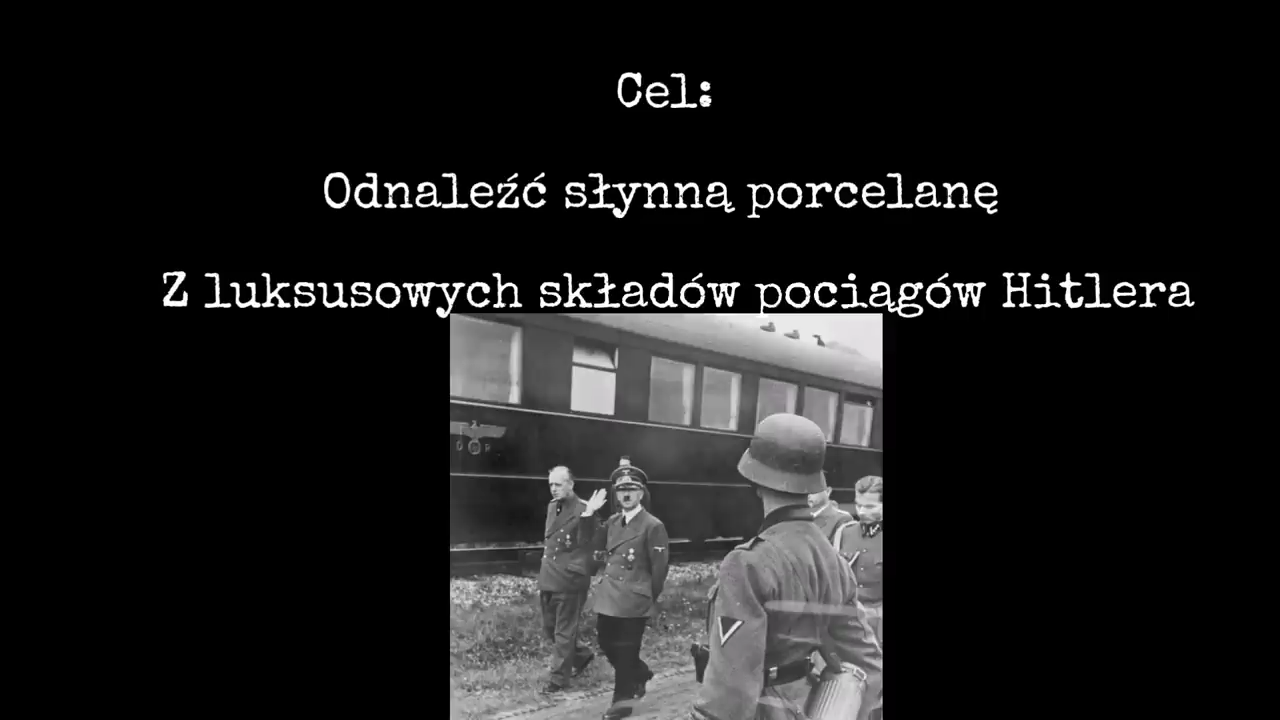 Cel:
Odnaleźć słynną porcelanę
Z luksusowych składów pociągów Hitlera